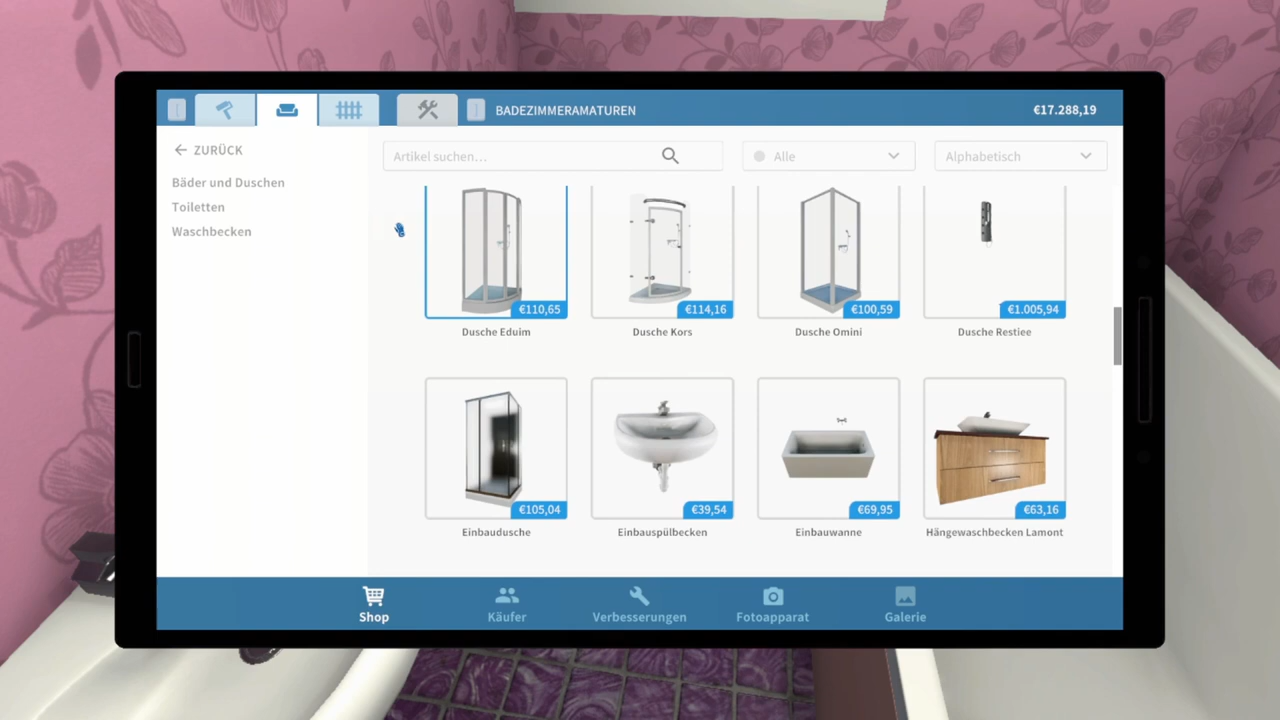 BADEZIMMERAMATUREN
€17.288,19
ZURÜCK
Artikel suchen...
Alle
Alphabetisch
Bäder und Duschen
Toiletten
Waschbecken
€110,65
€114,16
€100,59
€1.005,94
Dusche Eduim
Dusche Kors
Dusche Omini
Dusche Restiee
€105,04
€39,54
€69,95
€63,16
Einbaudusche
Einbauspülbecken
Einbauwanne
Hängewaschbecken Lamont
Shop
Käufer
Verbesserungen
Fotoapparat
Galerie